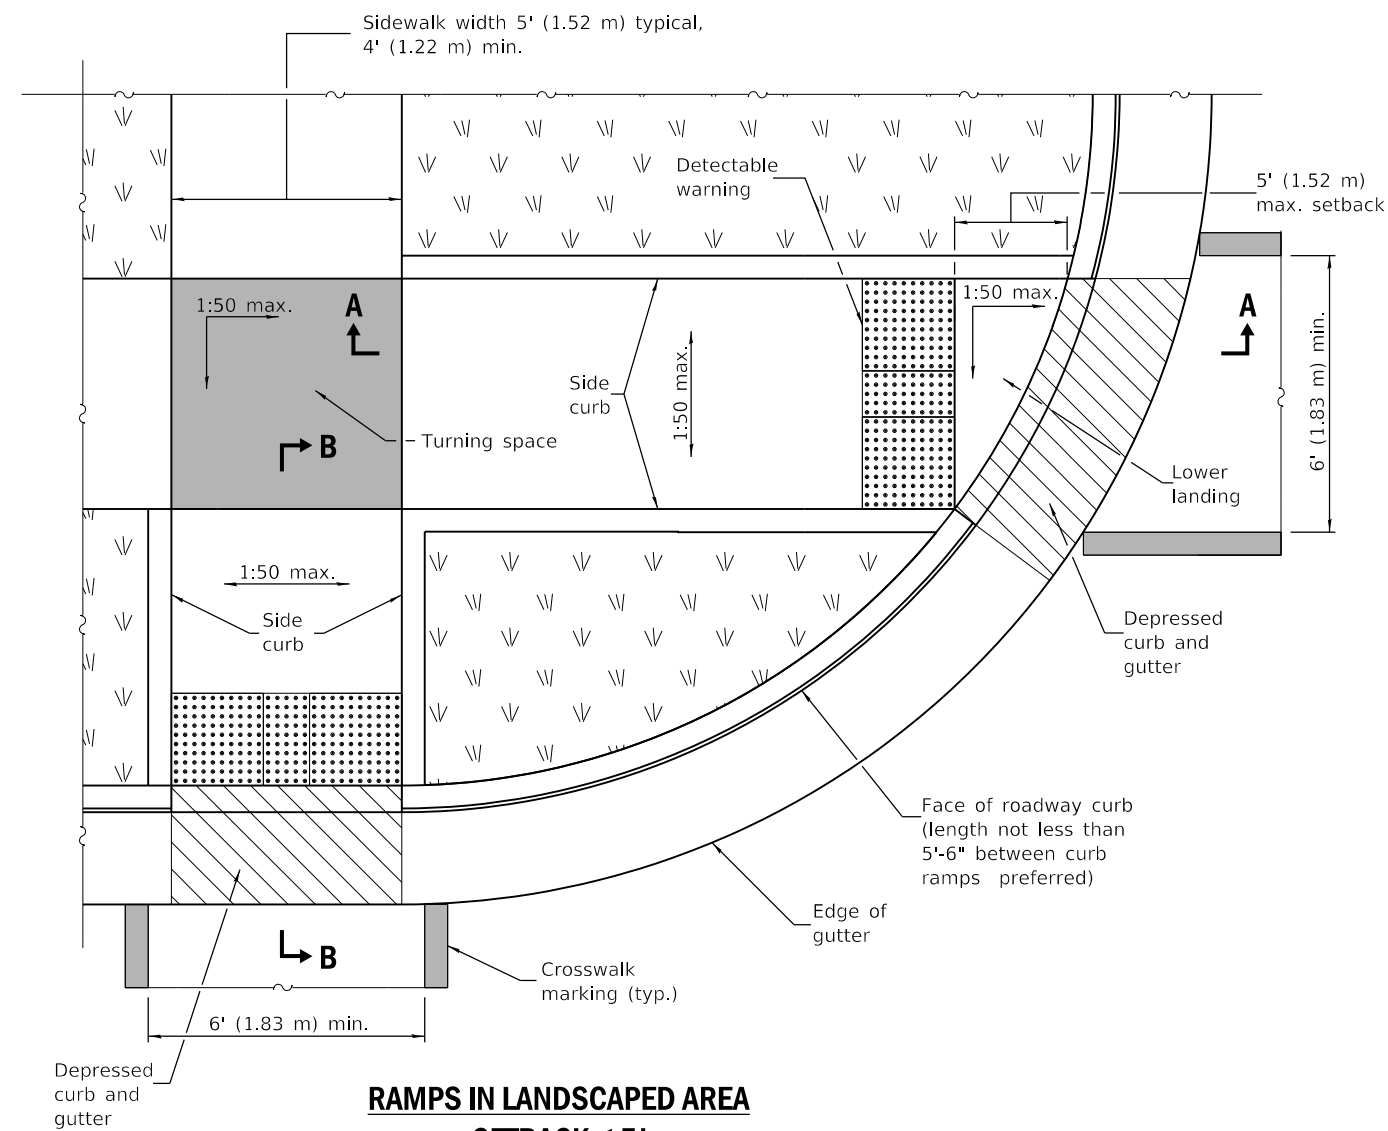 Sidewalk width 5' (1.52 m) typical,
4' (1.22 m) min.
Detectable
warning
5' (1.52 m)
max. setback
1:50 max.
A
1:50 max.
A
Side
curb
1:50 max.
6' (1.83 m) min.
B
Turning space
Lower
landing
1:50 max.
Side
curb
Depressed
curb and
gutter
Face of roadway curb
(length not less than
5'-6" between curb
ramps preferred)
Edge of
gutter
B
Crosswalk
marking (typ.)
6' (1.83 m) min.
Depressed
curb and
gutter
RAMPS IN LANDSCAPED AREA